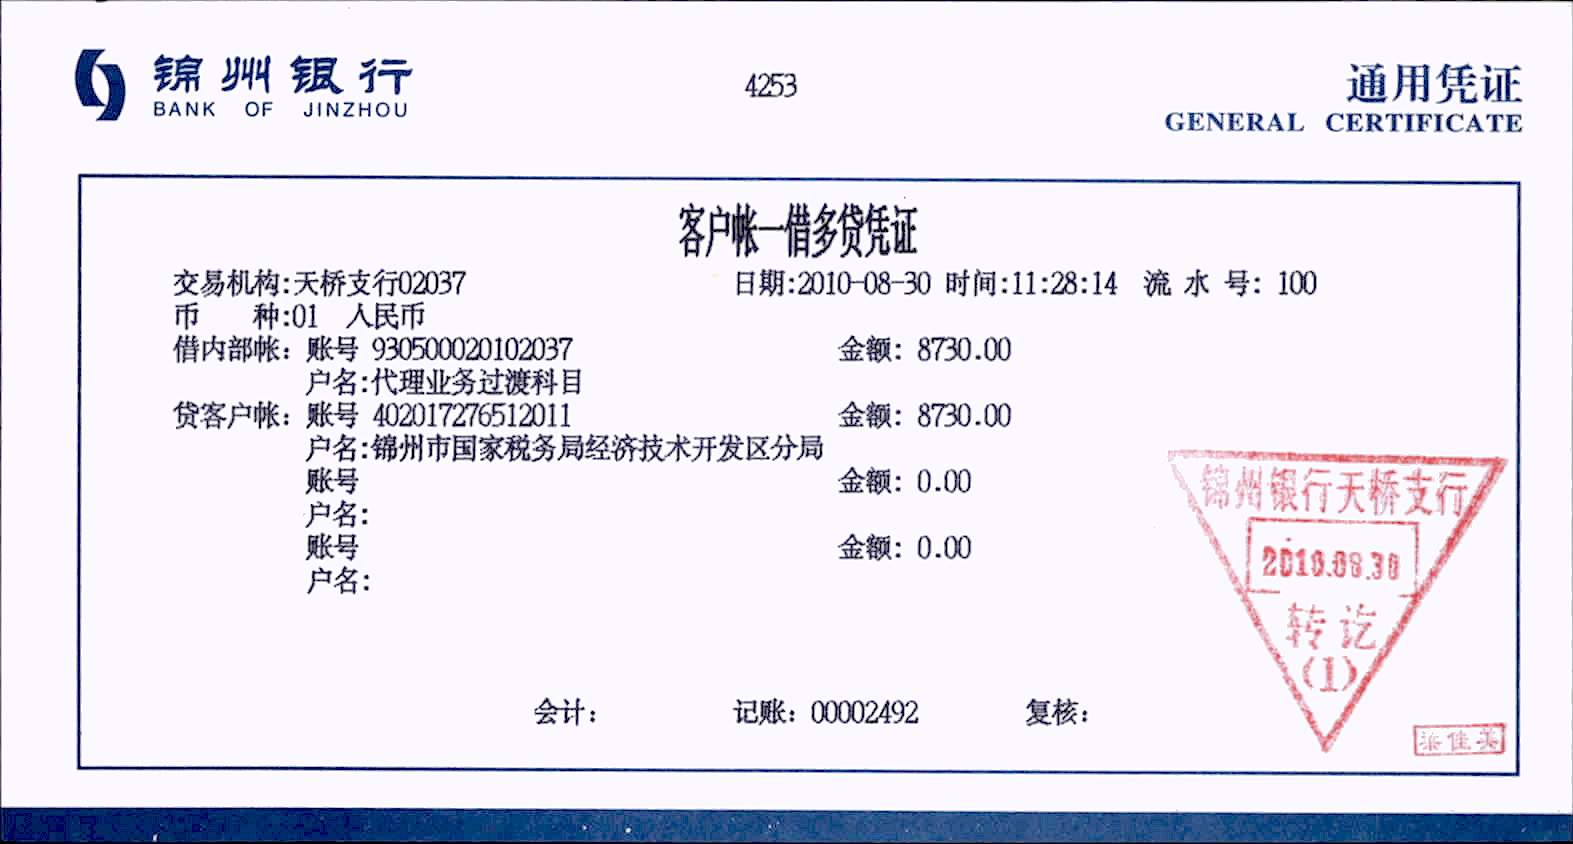 锦州银行
BANK OF JINZHOU
4253
通用凭证
GENERAL CERTIFICATE
客户帐一借多贷凭证
交易机构:天桥支行02037 日期:2010-08-30 时间:11:28:14 流 水 号: 100
币 种:01 人民币
借内部帐: 账号 930500020102037 金额: 8730.00
户名:代理业务过渡科目
贷客户帐: 账号 402017276512011 金额: 8730.00
户名:锦州市国家税务局经济技术开发区分局
账号 金额: 0.00
户名:
账号 金额: 0.00
户名:
锦州银行天桥支行
2010.08.30
转讫
(1)
会计: 记账: 00002492 复核:
佳美